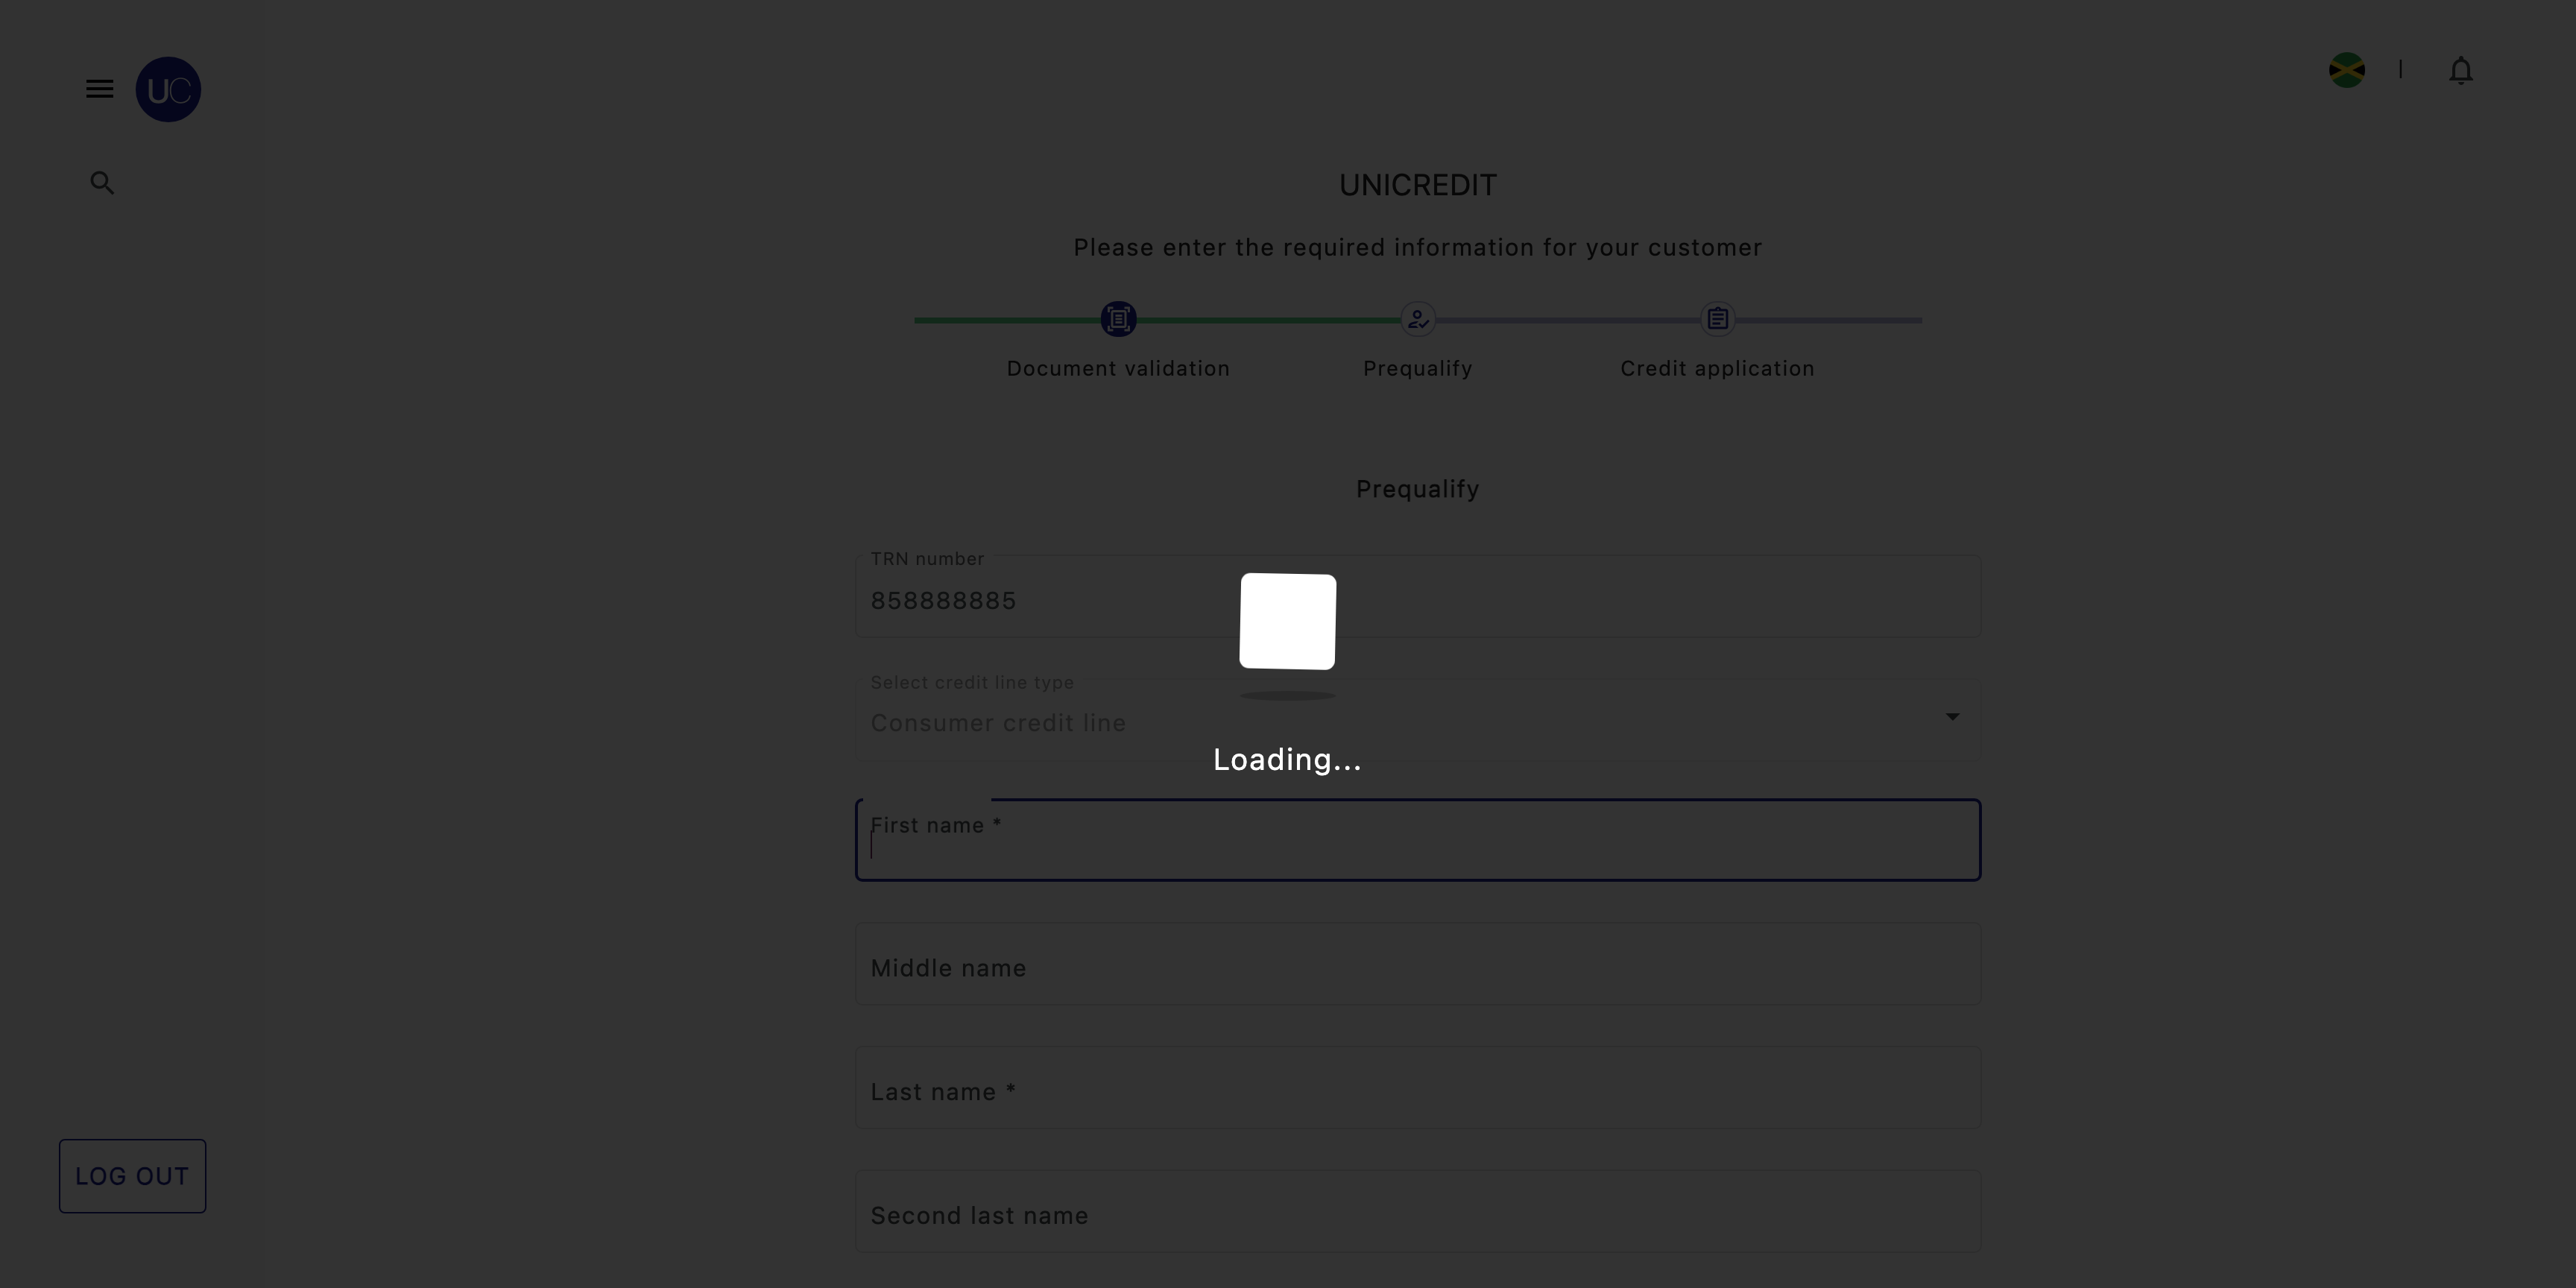 UC
UNICREDIT
Please enter the required information for your customer
Document validation
Prequalify
Credit application
Prequalify
TRN number
858888885
Select credit line type
Consumer credit line
Loading...
First name *
Middle name
Last name *
LOG OUT
Second last name